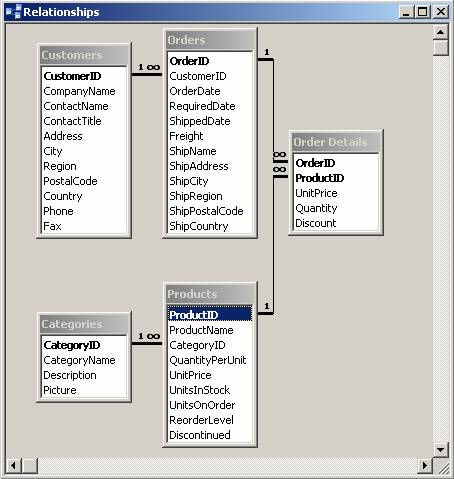 Relationships
Customers
CustomerID
CompanyName
ContactName
ContactTitle
Address
City
Region
PostalCode
Country
Phone
Fax
1 ∞
Orders
OrderID
CustomerID
OrderDate
RequiredDate
ShippedDate
Freight
ShipName
ShipAddress
ShipCity
ShipRegion
ShipPostalCode
ShipCountry
1
∞
∞
Order Details
OrderID
ProductID
UnitPrice
Quantity
Discount
Categories
CategoryID
CategoryName
Description
Picture
1 ∞
Products
ProductID
ProductName
CategoryID
QuantityPerUnit
UnitPrice
UnitsInStock
UnitsOnOrder
ReorderLevel
Discontinued
1